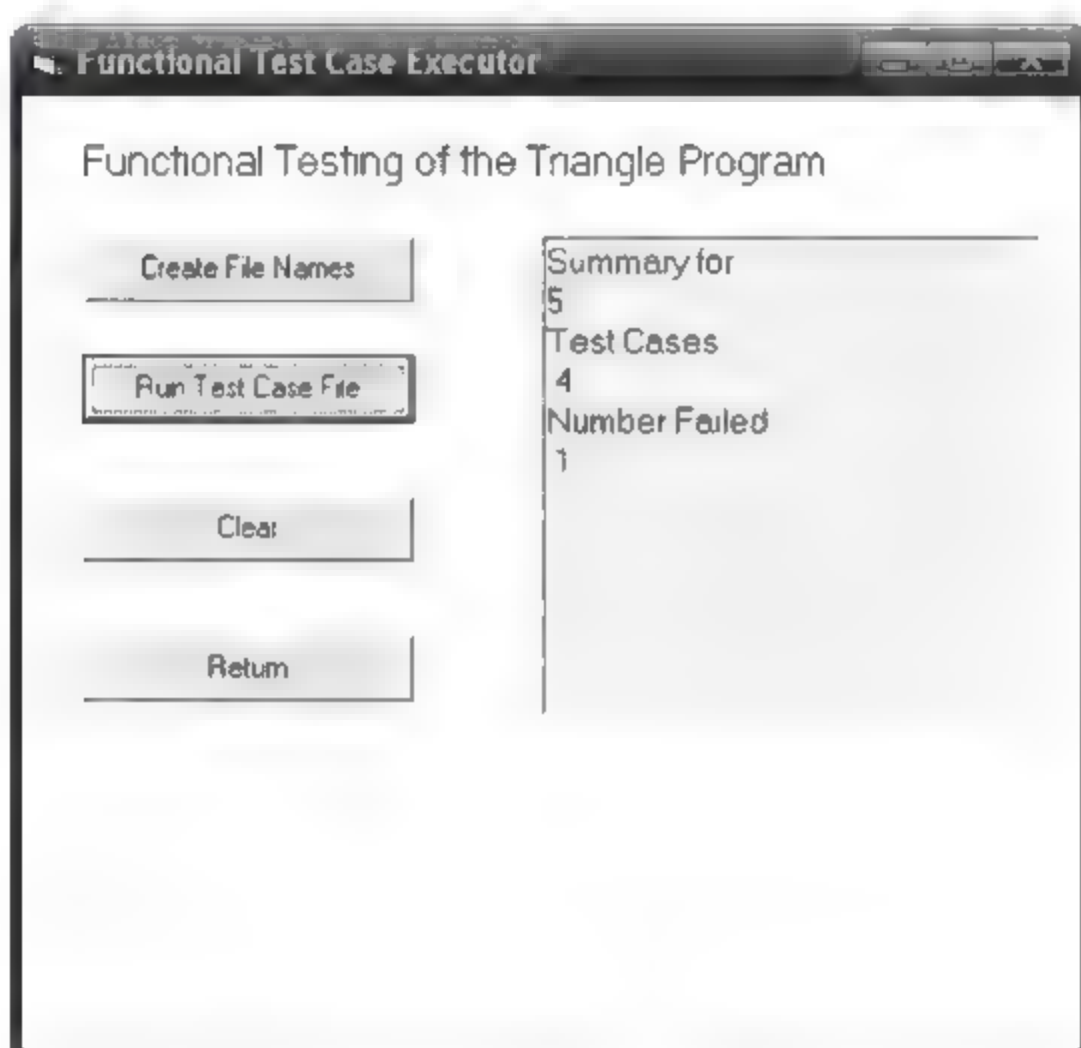 Functional Test Case Executor
Functional Testing of the Triangle Program
Create File Names
Run Test Case File
Clear
Return
Summary for
5
Test Cases
4
Number Failed
1